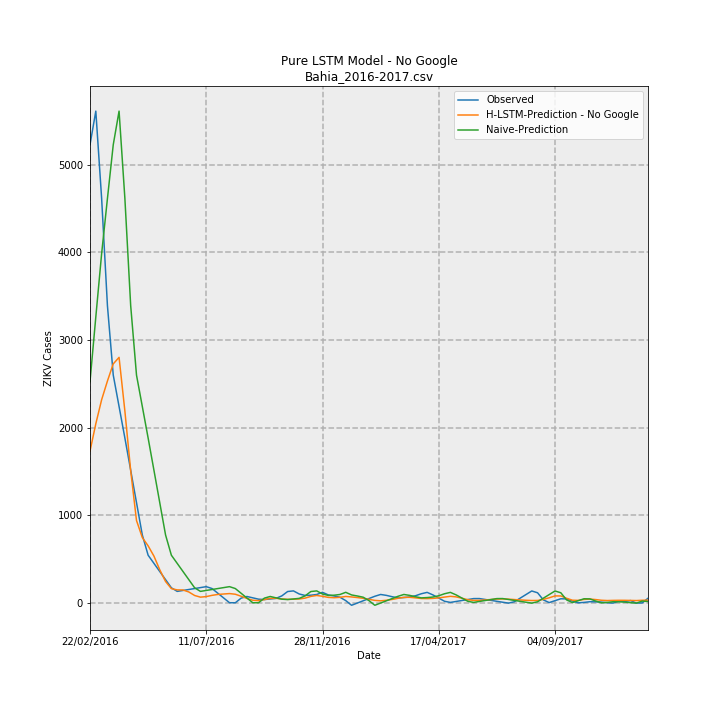 Pure LSTM Model - No Google
Bahia_2016-2017.csv
Observed
H-LSTM-Prediction - No Google
Naive-Prediction
ZIKV Cases
5000
4000
3000
2000
1000
0
22/02/2016
11/07/2016
28/11/2016
17/04/2017
04/09/2017
Date